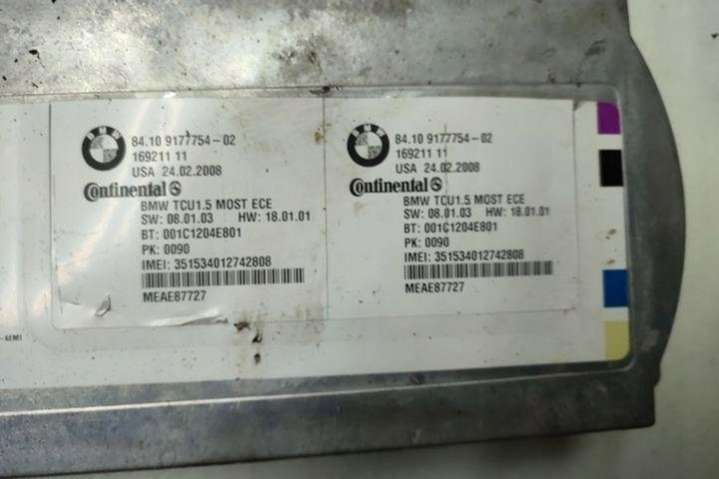 BMW
84.10 9177754-02
169211 11
USA 24.02.2008
Continental
BMW TCU1.5 MOST ECE
SW: 08.01.03 HW: 18.01.01
BT: 001C1204E801
PK: 0090
IMEI: 351534012742808
MEAE87727
BMW
84.10 9177754-02
169211 11
USA 24.02.2008
Continental
BMW TCU1.5 MOST ECE
SW: 08.01.03 HW: 18.01.01
BT: 001C1204E801
PK: 0090
IMEI: 351534012742808
MEAE87727